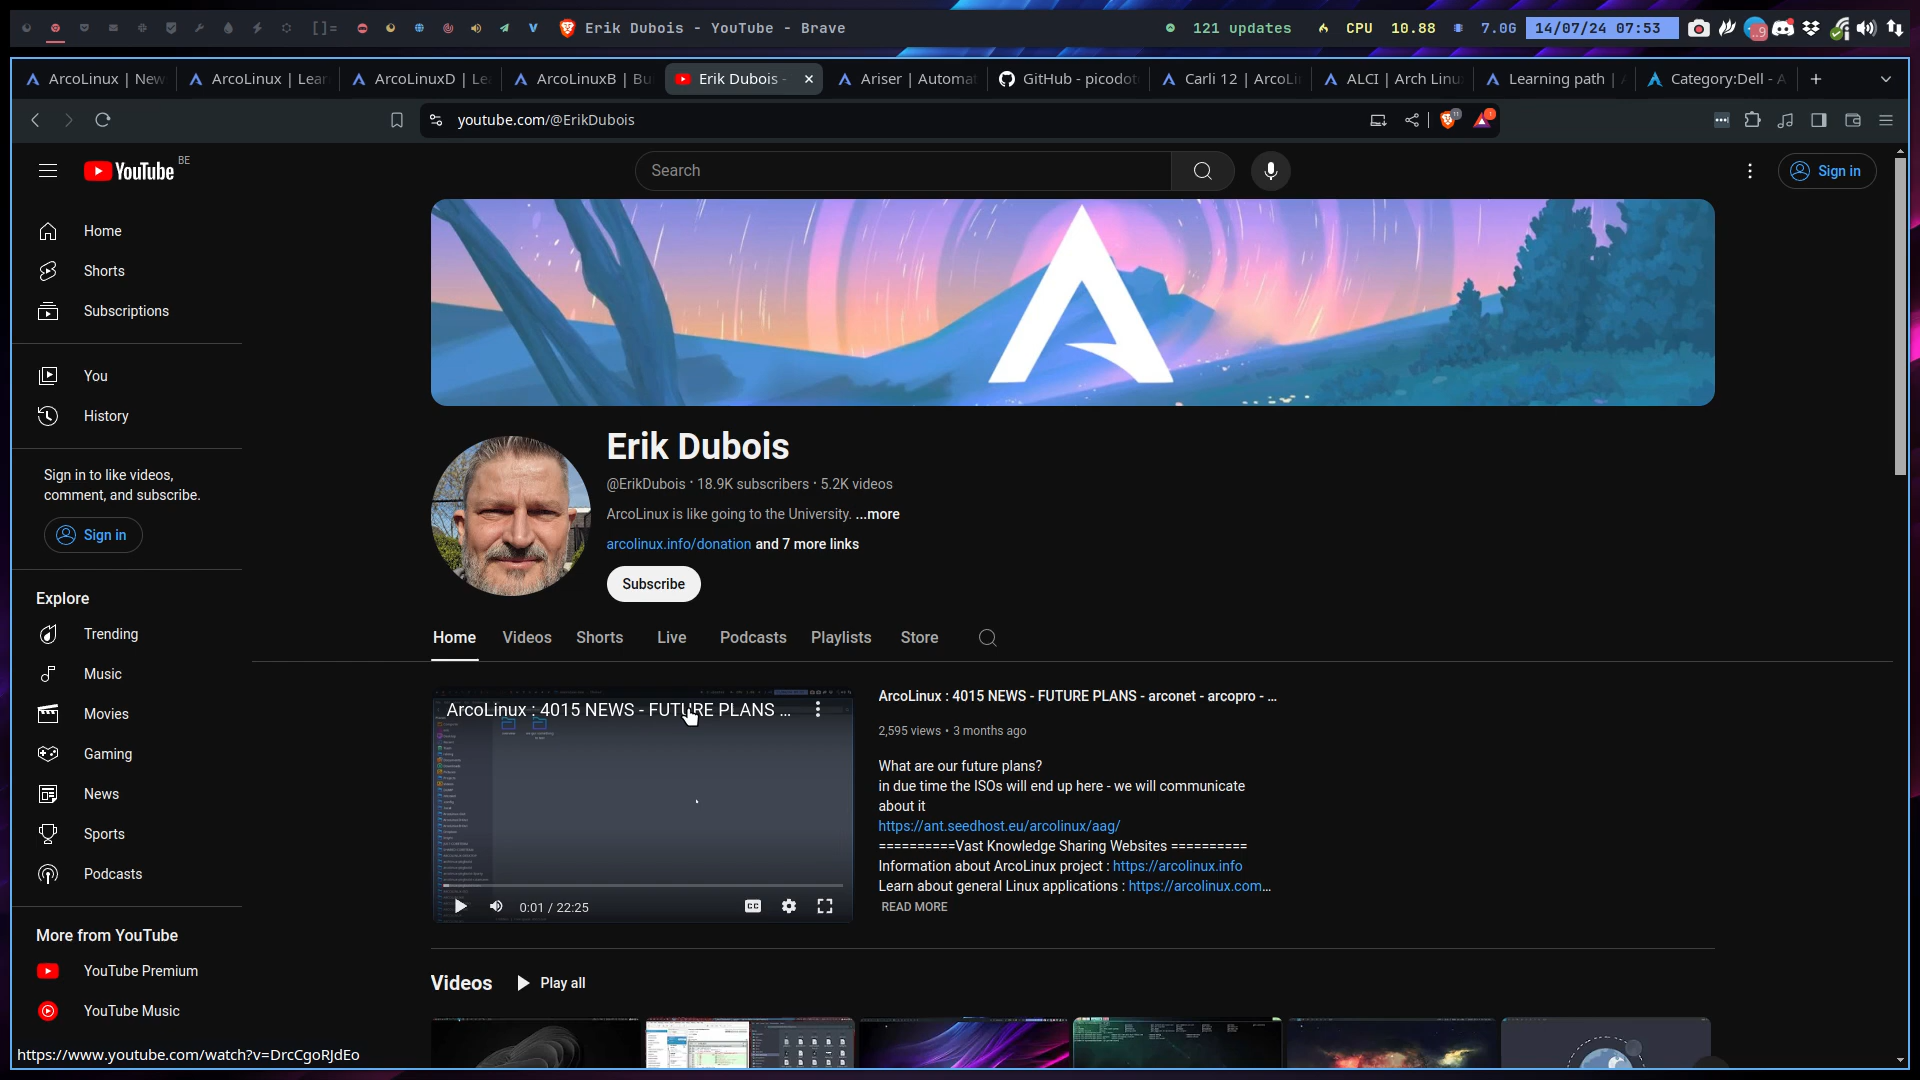 []=
Erik Dubois - YouTube - Brave
121 updates
CPU 10.88
7.0G
14/07/24 07:53
ArcoLinux | New
ArcoLinux | Lear
ArcoLinuxD | Le
ArcoLinuxB | Bu
Erik Dubois -
Ariser | Automat
GitHub - picodot
Carli 12 | ArcoLi
ALCI | Arch Linu
Learning path |
Category:Dell - A
youtube.com/@ErikDubois
YouTube BE
Search
Sign in
Home
Shorts
Subscriptions
You
History
Sign in to like videos,
comment, and subscribe.
Sign in
Explore
Trending
Music
Movies
Gaming
News
Sports
Podcasts
More from YouTube
YouTube Premium
YouTube Music
https://www.youtube.com/watch?v=DrcCgoRJdEo
Erik Dubois
@ErikDubois • 18.9K subscribers • 5.2K videos
ArcoLinux is like going to the University. ...more
arcolinux.info/donation and 7 more links
Subscribe
Home Videos Shorts Live Podcasts Playlists Store
ArcoLinux : 4015 NEWS - FUTURE PLANS ...
CC
0:01 / 22:25
ArcoLinux : 4015 NEWS - FUTURE PLANS - arconet - arcopro - ...
2,595 views • 3 months ago
What are our future plans?
in due time the ISOs will end up here - we will communicate
about it
https://ant.seedhost.eu/arcolinux/aag/
==========Vast Knowledge Sharing Websites ==========
Information about ArcoLinux project : https://arcolinux.info
Learn about general Linux applications : https://arcolinux.com...
READ MORE
Videos
Play all